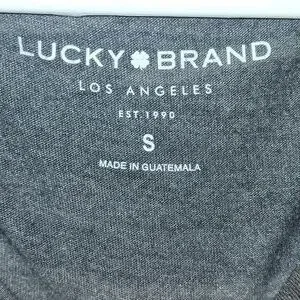 LUCKY BRAND
LOS ANGELES
EST. 1990
S
MADE IN GUATEMALA